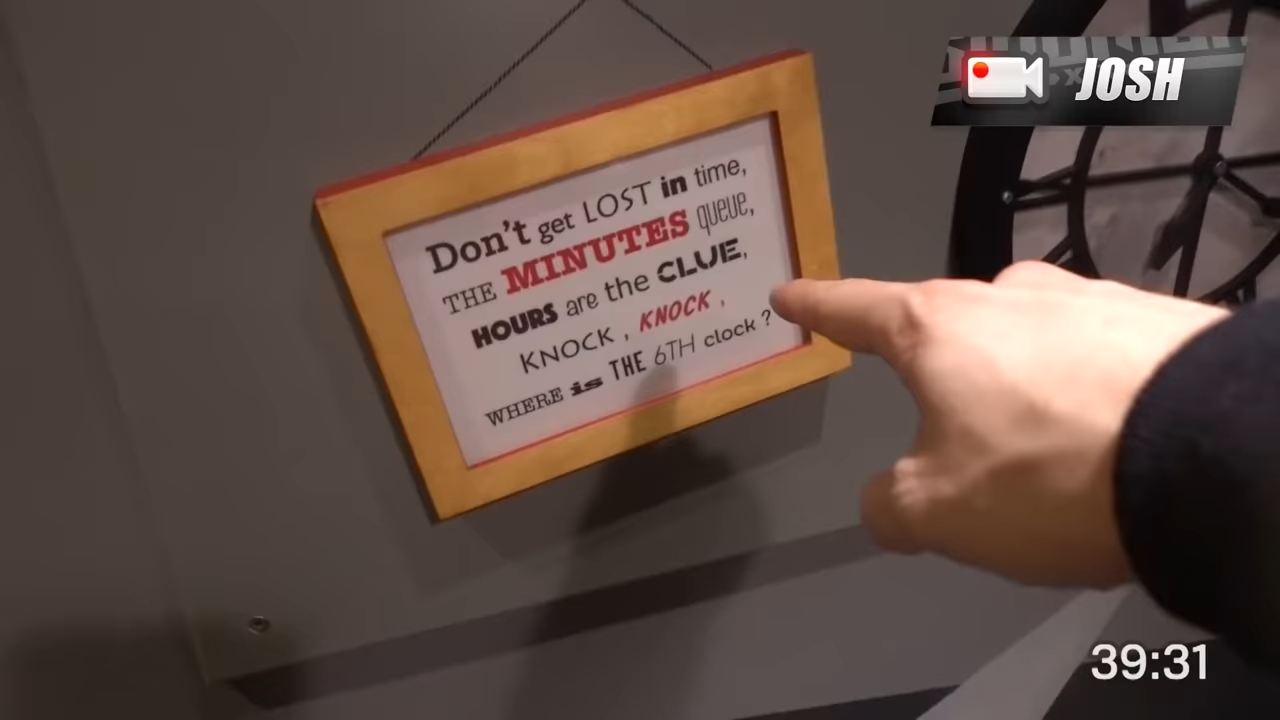 JOSH
Don't get LOST in time,
THE MINUTES queue,
HOURS are the CLUE,
KNOCK , KNOCK ,
WHERE is THE 6TH clock ?
39:31